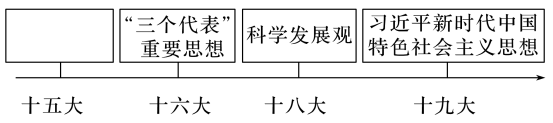 “三个代表”
重要思想
科学发展观
习近平新时代中国
特色社会主义思想
十五大
十六大
十八大
十九大